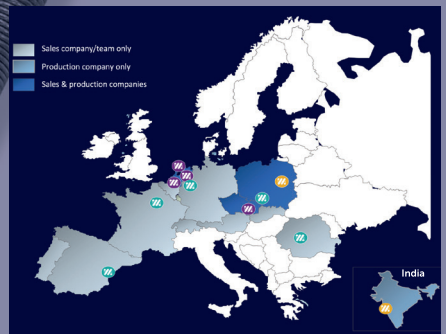 Sales company/team only
Production company only
Sales & production companies
India